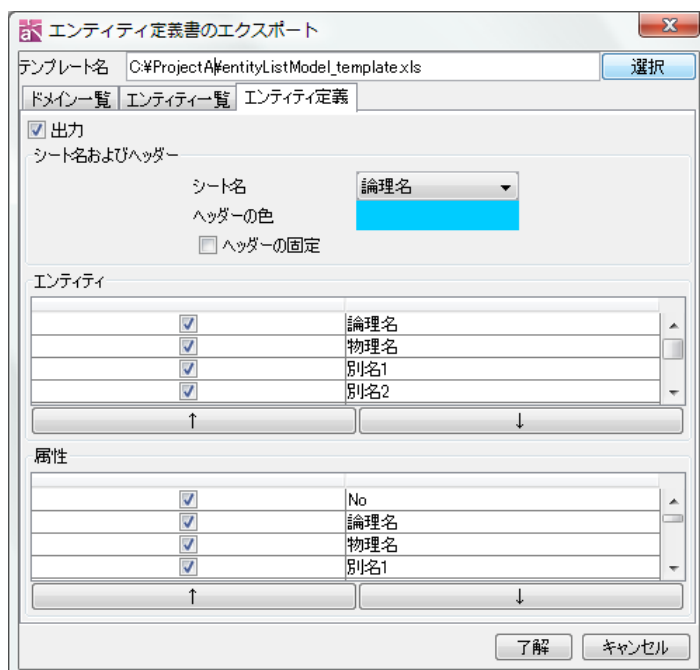 エンティティ定義書のエクスポート
テンプレート名 C:¥ProjectA¥entityListModel_template.xls 選択
ドメイン一覧 エンティティ一覧 エンティティ定義
出力
シート名およびヘッダー
シート名 論理名
ヘッダーの色
ヘッダーの固定
エンティティ
論理名
物理名
別名1
別名2
↑ ↓
属性
No
論理名
物理名
別名1
↑ ↓
了解 キャンセル